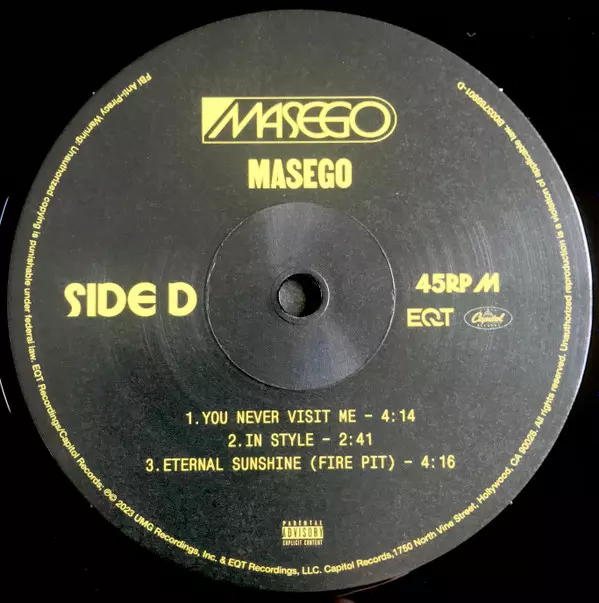 MASEGO
MASEGO
SIDE D
45RPM
EQT
Capitol
RECORDS
1.YOU NEVER VISIT ME – 4:14
2.IN STYLE – 2:41
3.ETERNAL SUNSHINE (FIRE PIT) – 4:16
PARENTAL
ADVISORY
EXPLICIT CONTENT
FBI Anti-Piracy Warning: Unauthorized copying is punishable under federal law. EQT Recordings/Capitol Records; ℗© 2023 UMG Recordings, Inc. & EQT Recordings, LLC. Capitol Records,1750 North Vine Street, Hollywood, CA 90028. All rights reserved. Unauthorized reproduction is a violation of applicable law.